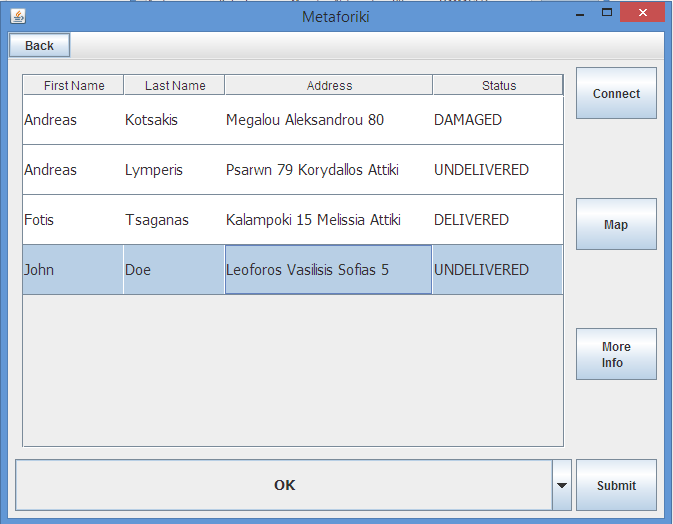 Metaforiki
Back
First Name Last Name Address Status
Andreas Kotsakis Megalou Aleksandrou 80 DAMAGED
Andreas Lymperis Psarwn 79 Korydallos Attiki UNDELIVERED
Fotis Tsaganas Kalampoki 15 Melissia Attiki DELIVERED
John Doe Leoforos Vasilisis Sofias 5 UNDELIVERED
Connect
Map
More
Info
OK
Submit